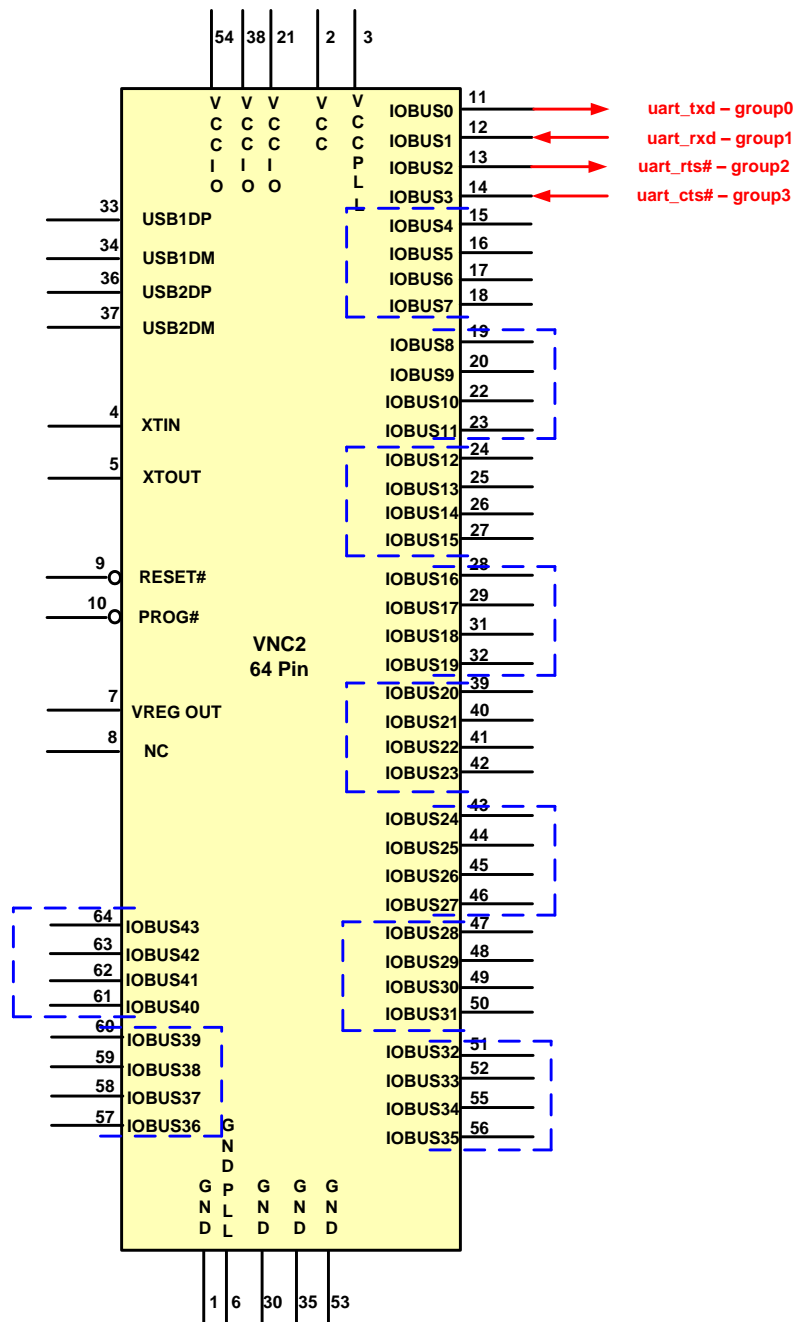 54 38 21 2 3
VCCIO VCCIO VCCIO VCC VCCPLL
IOBUS0 11 uart_txd – group0
IOBUS1 12 uart_rxd – group1
IOBUS2 13 uart_rts# – group2
IOBUS3 14 uart_cts# – group3
33 USB1DP
34 USB1DM
36 USB2DP
37 USB2DM
4 XTIN
5 XTOUT
9 RESET#
10 PROG#
7 VREG OUT
8 NC
VNC2
64 Pin
IOBUS4 15
IOBUS5 16
IOBUS6 17
IOBUS7 18
IOBUS8 19
IOBUS9 20
IOBUS10 22
IOBUS11 23
IOBUS12 24
IOBUS13 25
IOBUS14 26
IOBUS15 27
IOBUS16 28
IOBUS17 29
IOBUS18 31
IOBUS19 32
IOBUS20 39
IOBUS21 40
IOBUS22 41
IOBUS23 42
IOBUS24 43
IOBUS25 44
IOBUS26 45
IOBUS27 46
IOBUS28 47
IOBUS29 48
IOBUS30 49
IOBUS31 50
IOBUS32 51
IOBUS33 52
IOBUS34 55
IOBUS35 56
64 IOBUS43
63 IOBUS42
62 IOBUS41
61 IOBUS40
60 IOBUS39
59 IOBUS38
58 IOBUS37
57 IOBUS36
GND GNDPLL GND GND GND
1 6 30 35 53